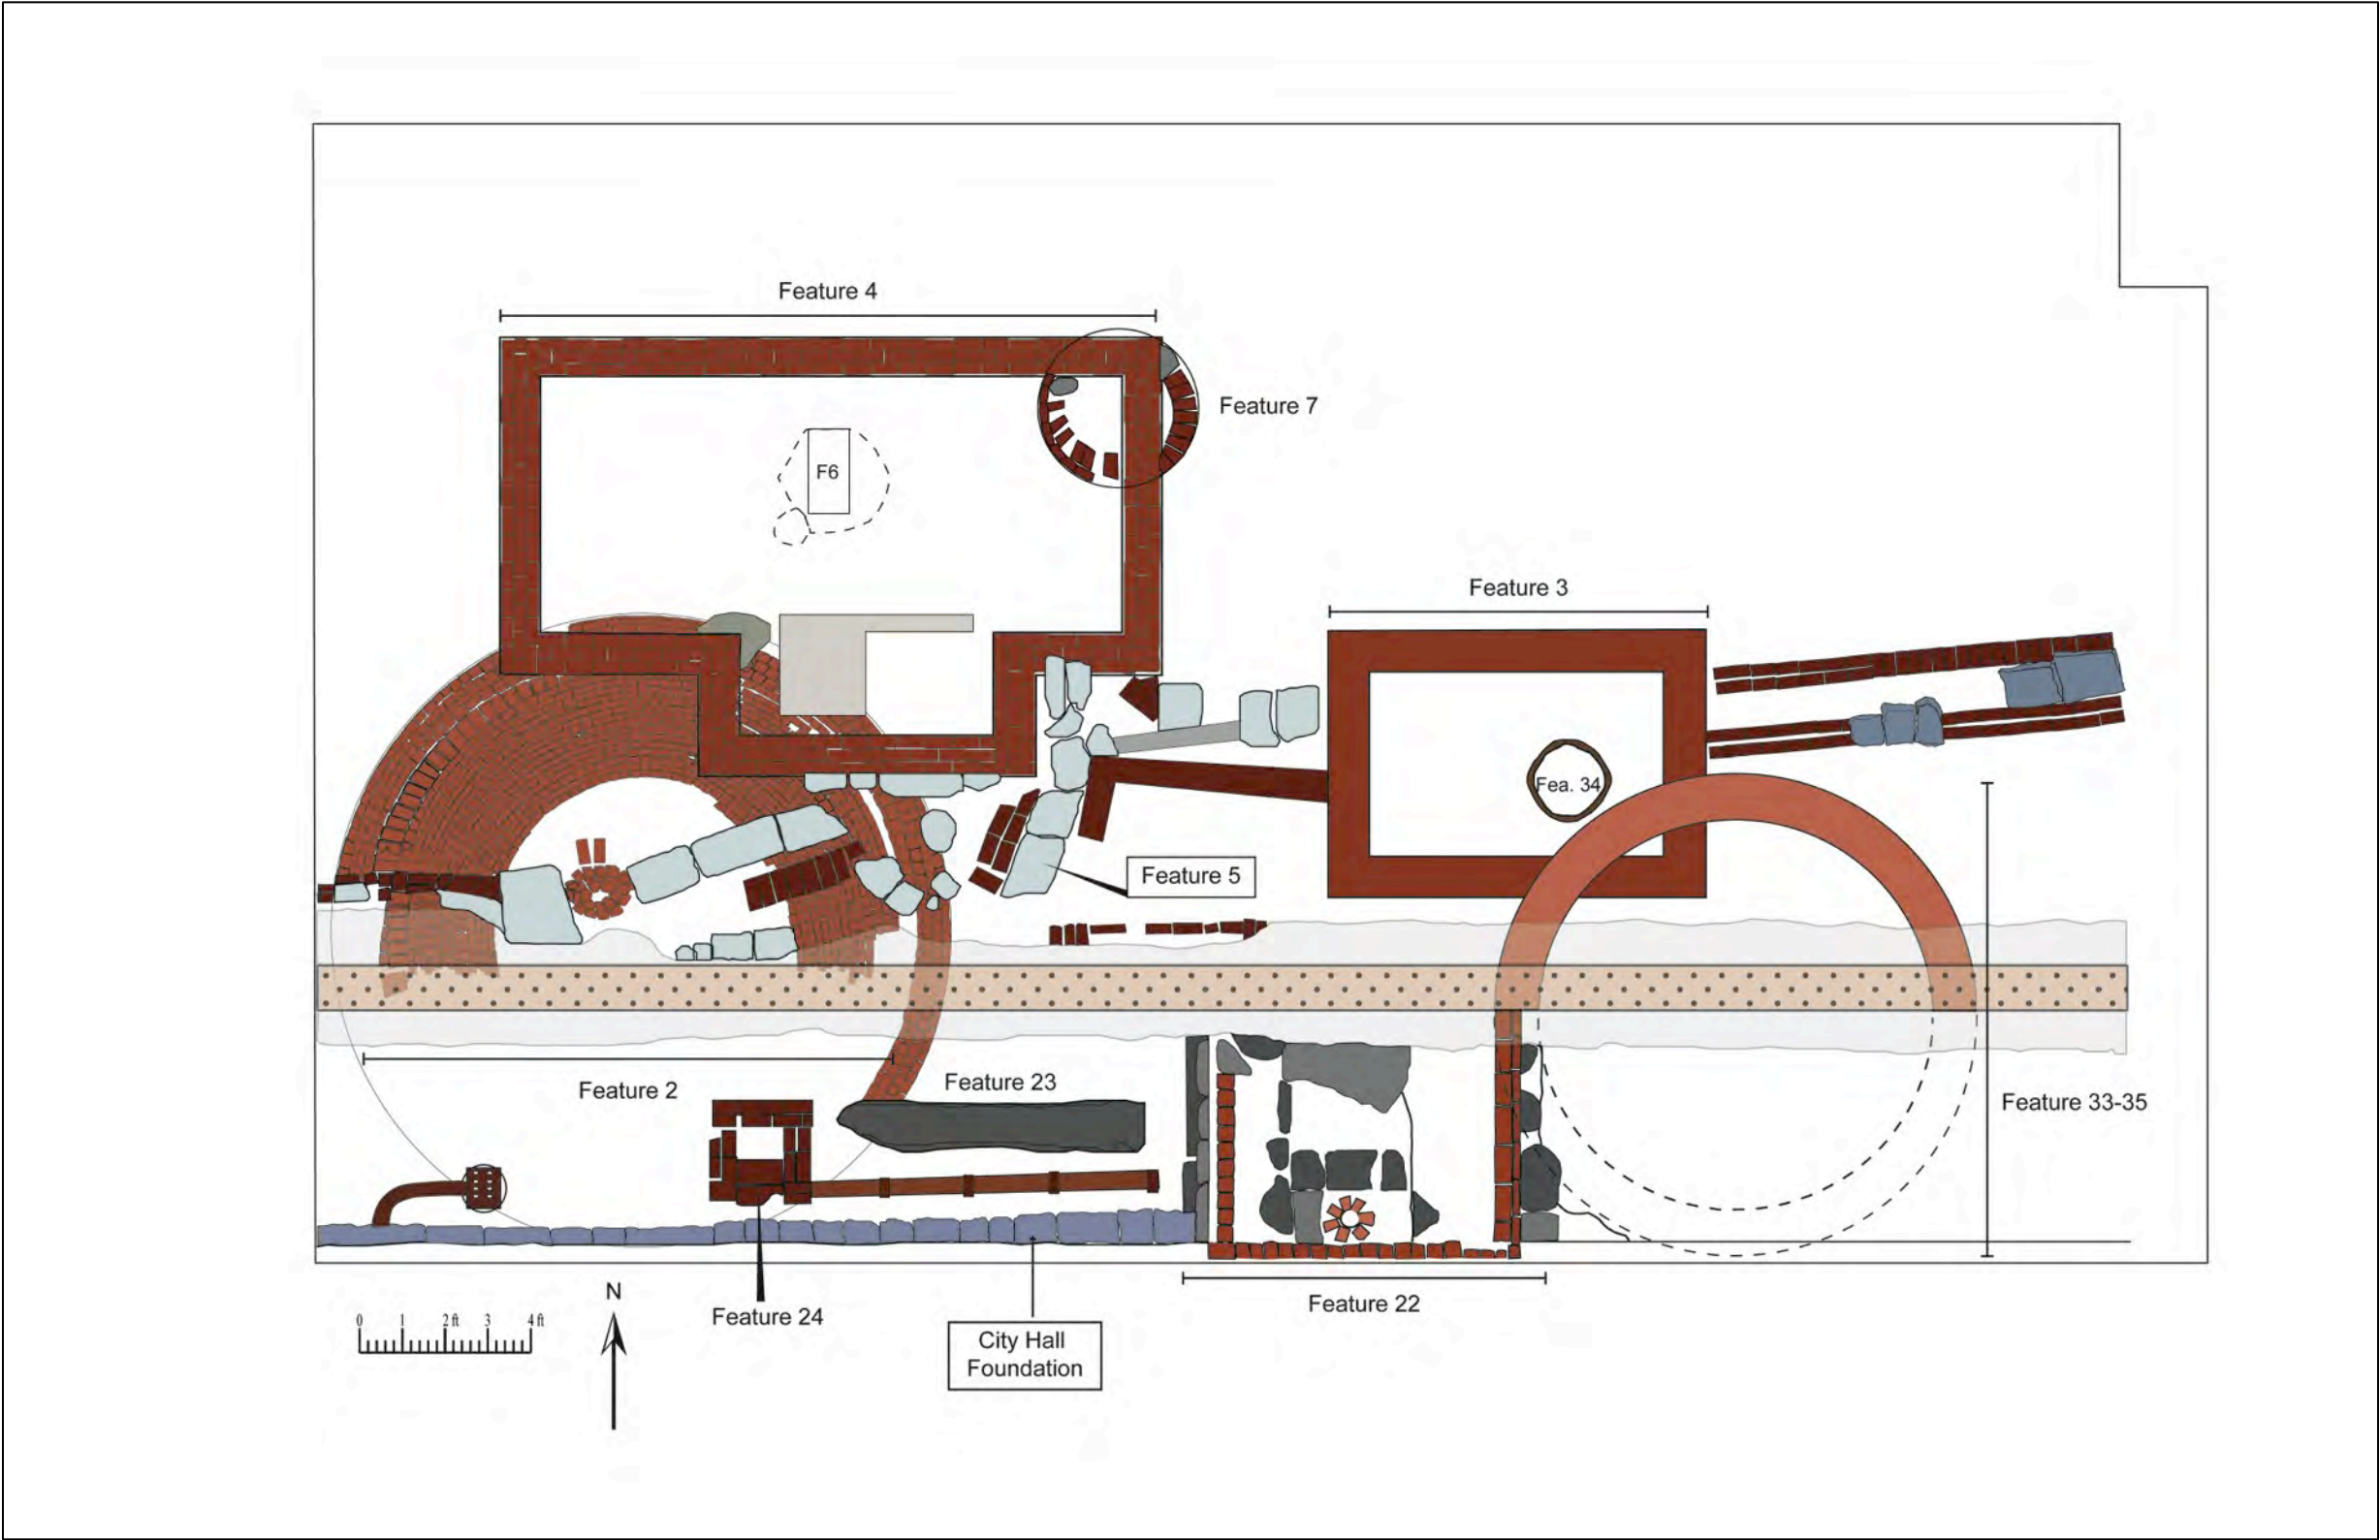 Feature 4
Feature 7
F6
Feature 3
Fea. 34
Feature 5
Feature 2
Feature 23
Feature 33-35
Feature 24
Feature 22
City Hall
Foundation
N
0 1 2 ft 3 4 ft